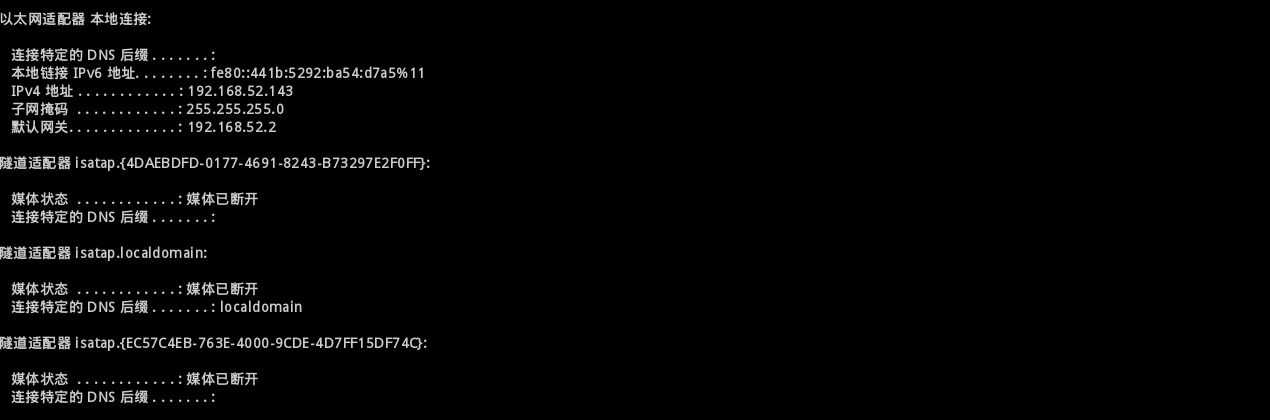 以太网适配器 本地连接:
连接特定的 DNS 后缀 . . . . . . . :
本地链接 IPv6 地址. . . . . . . . : fe80::441b:5292:ba54:d7a5%11
IPv4 地址 . . . . . . . . . . . . : 192.168.52.143
子网掩码 . . . . . . . . . . . . : 255.255.255.0
默认网关. . . . . . . . . . . . . : 192.168.52.2
隧道适配器 isatap.{4DAEBDFD-0177-4691-8243-B73297E2F0FF}:
媒体状态 . . . . . . . . . . . . : 媒体已断开
连接特定的 DNS 后缀 . . . . . . . :
隧道适配器 isatap.localdomain:
媒体状态 . . . . . . . . . . . . : 媒体已断开
连接特定的 DNS 后缀 . . . . . . . : localdomain
隧道适配器 isatap.{EC57C4EB-763E-4000-9CDE-4D7FF15DF74C}:
媒体状态 . . . . . . . . . . . . : 媒体已断开
连接特定的 DNS 后缀 . . . . . . . :